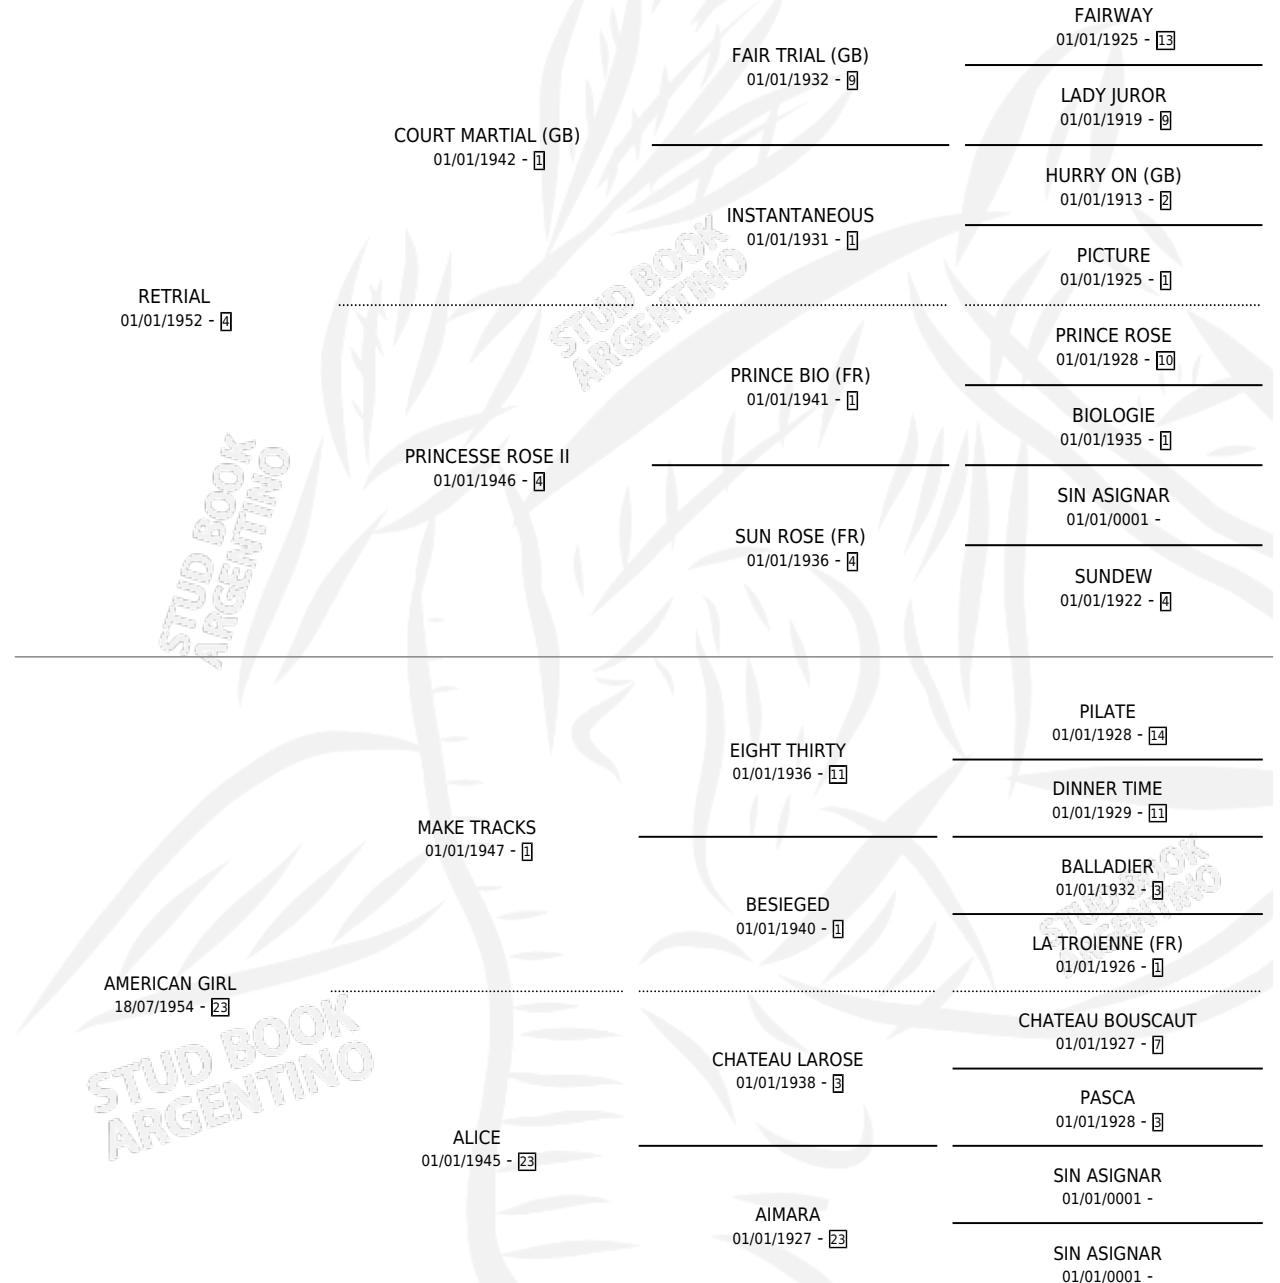 FAIRWAY
01/01/1925 - 13
FAIR TRIAL (GB)
01/01/1932 - 9
LADY JUROR
01/01/1919 - 9
COURT MARTIAL (GB)
01/01/1942 - 1
HURRY ON (GB)
01/01/1913 - 2
INSTANTANEOUS
01/01/1931 - 1
PICTURE
01/01/1925 - 1
RETRIAL
01/01/1952 - 4
PRINCE ROSE
01/01/1928 - 10
PRINCE BIO (FR)
01/01/1941 - 1
BIOLOGIE
01/01/1935 - 1
PRINCESSE ROSE II
01/01/1946 - 4
SIN ASIGNAR
01/01/0001 -
SUN ROSE (FR)
01/01/1936 - 4
SUNDEW
01/01/1922 - 4
PILATE
01/01/1928 - 14
EIGHT THIRTY
01/01/1936 - 11
DINNER TIME
01/01/1929 - 11
MAKE TRACKS
01/01/1947 - 1
BALLADIER
01/01/1932 - 3
BESIEGED
01/01/1940 - 1
LA TROIENNE (FR)
01/01/1926 - 1
AMERICAN GIRL
18/07/1954 - 23
CHATEAU BOUSCAUT
01/01/1927 - 7
CHATEAU LAROSE
01/01/1938 - 3
PASCA
01/01/1928 - 3
ALICE
01/01/1945 - 23
SIN ASIGNAR
01/01/0001 -
AIMARA
01/01/1927 - 23
SIN ASIGNAR
01/01/0001 -
STUD BOOK
ARGENTINO
STUD BOOK
ARGENTINO
STUD BOOK
ARGENTINO
STUD BOOK
ARGENTINO